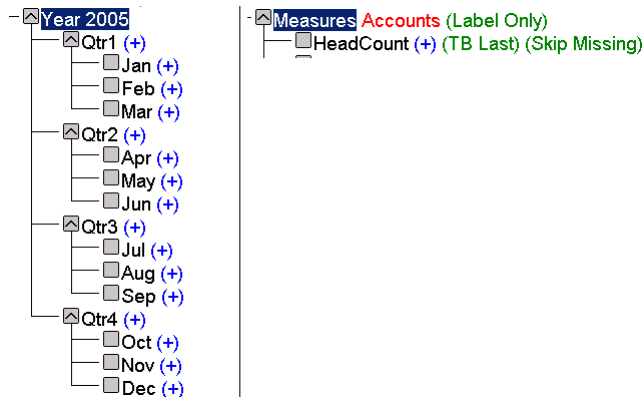 Year 2005
Qtr1 (+)
Jan (+)
Feb (+)
Mar (+)
Qtr2 (+)
Apr (+)
May (+)
Jun (+)
Qtr3 (+)
Jul (+)
Aug (+)
Sep (+)
Qtr4 (+)
Oct (+)
Nov (+)
Dec (+)
Measures Accounts (Label Only)
HeadCount (+) (TB Last) (Skip Missing)